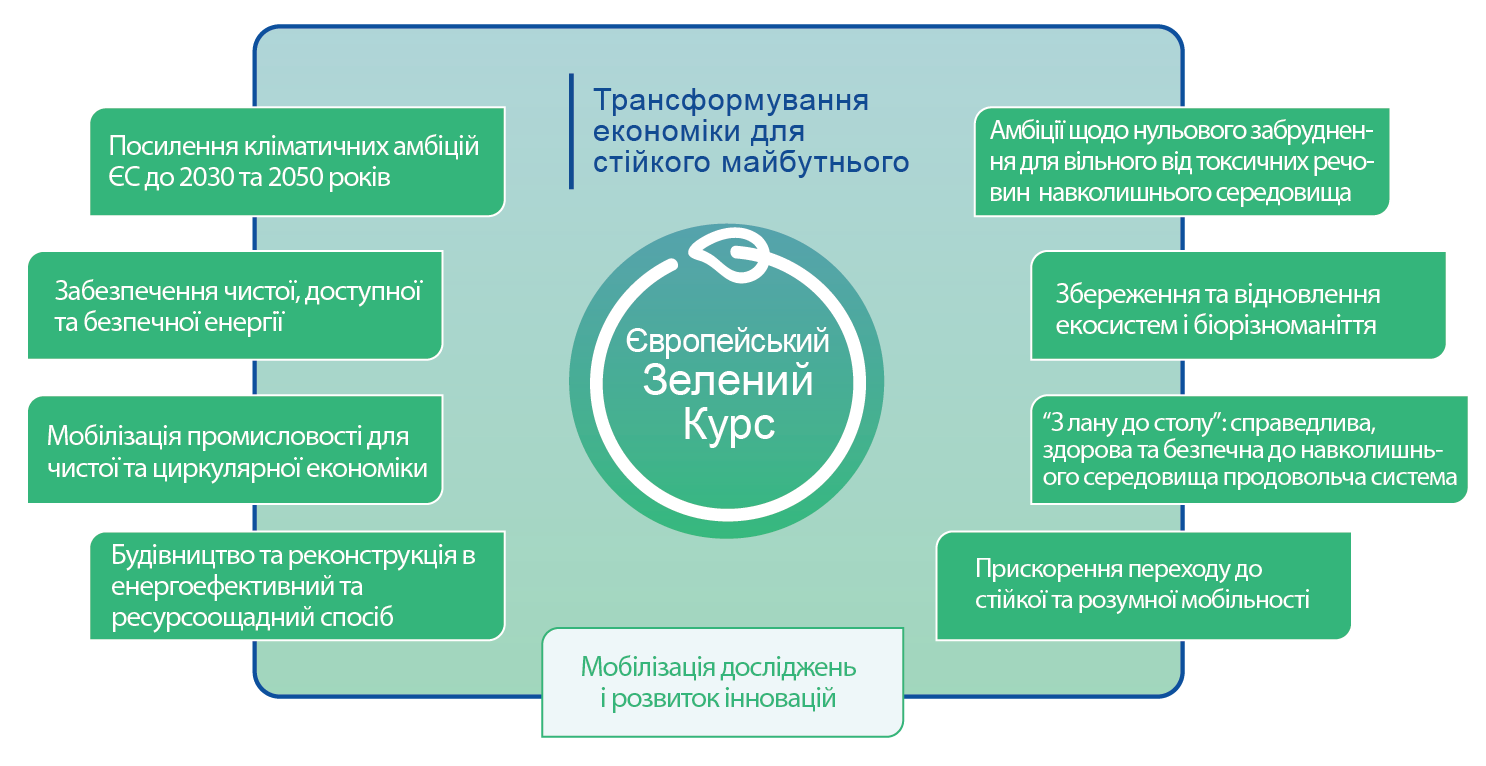 Трансформування
економіки для
стійкого майбутнього
Посилення кліматичних амбіцій
ЄС до 2030 та 2050 років
Забезпечення чистої, доступної
та безпечної енергії
Мобілізація промисловості для
чистої та циркулярної економіки
Будівництво та реконструкція в
енергоефективний та
ресурсоощадний спосіб
Європейський
Зелений
Курс
Амбіції щодо нульового забруднен-
ня для вільного від токсичних речо-
вин навколишнього середовища
Збереження та відновлення
екосистем і біорізноманіття
“З лану до столу”: справедлива,
здорова та безпечна до навколишнь-
ого середовища продовольча система
Прискорення переходу до
стійкої та розумної мобільності
Мобілізація досліджень
і розвиток інновацій